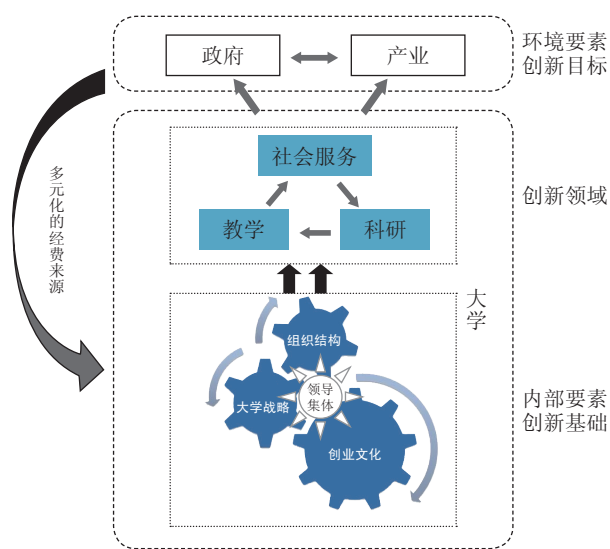 政府
产业
环境要素
创新目标
社会服务
教学
科研
创新领域
多元化的经费来源
大学
组织结构
大学战略
领导
集体
创业文化
内部要素
创新基础